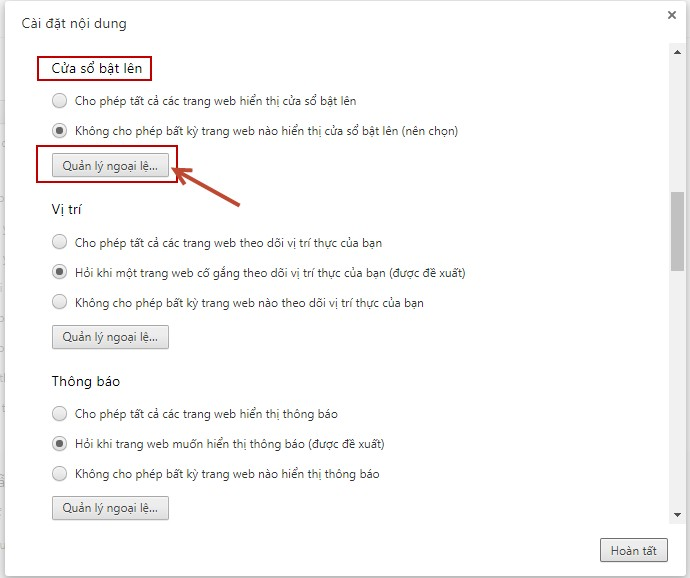 Cài đặt nội dung
Cửa sổ bật lên
Cho phép tất cả các trang web hiển thị cửa sổ bật lên
Không cho phép bất kỳ trang web nào hiển thị cửa sổ bật lên (nên chọn)
Quản lý ngoại lệ...
Vị trí
Cho phép tất cả các trang web theo dõi vị trí thực của bạn
Hỏi khi một trang web cố gắng theo dõi vị trí thực của bạn (được đề xuất)
Không cho phép bất kỳ trang web nào theo dõi vị trí thực của bạn
Quản lý ngoại lệ...
Thông báo
Cho phép tất cả các trang web hiển thị thông báo
Hỏi khi trang web muốn hiển thị thông báo (được đề xuất)
Không cho phép bất kỳ trang web nào hiển thị thông báo
Quản lý ngoại lệ...
Hoàn tất